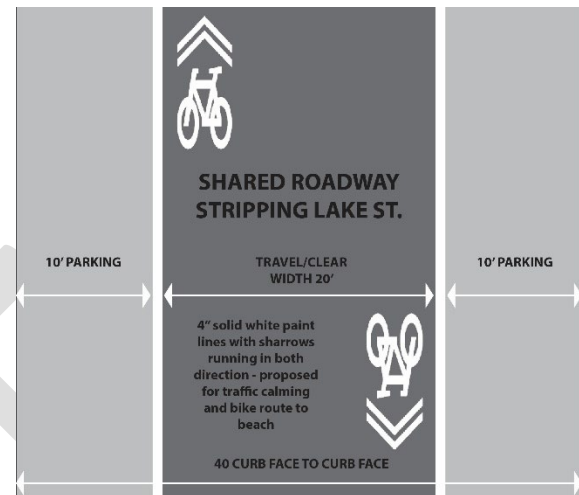 SHARED ROADWAY
STRIPPING LAKE ST.
10' PARKING
TRAVEL/CLEAR
WIDTH 20'
10' PARKING
4" solid white paint
lines with sharrows
running in both
direction - proposed
for traffic calming
and bike route to
beach
40 CURB FACE TO CURB FACE